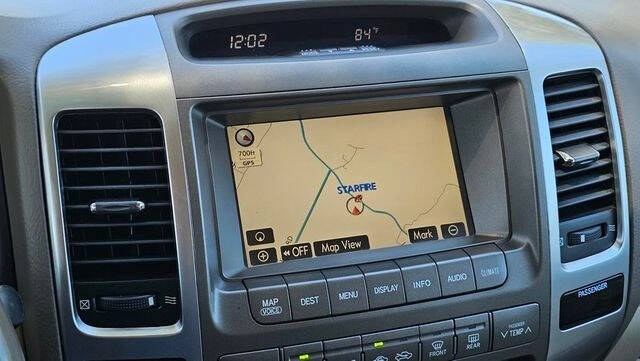 12:02 84°F
700ft
GPS
STARFIRE
OFF Map View Mark
MAP
VOICE
DEST MENU DISPLAY INFO AUDIO CLIMATE
PASSENGER
FRONT REAR
PASSENGER
TEMP